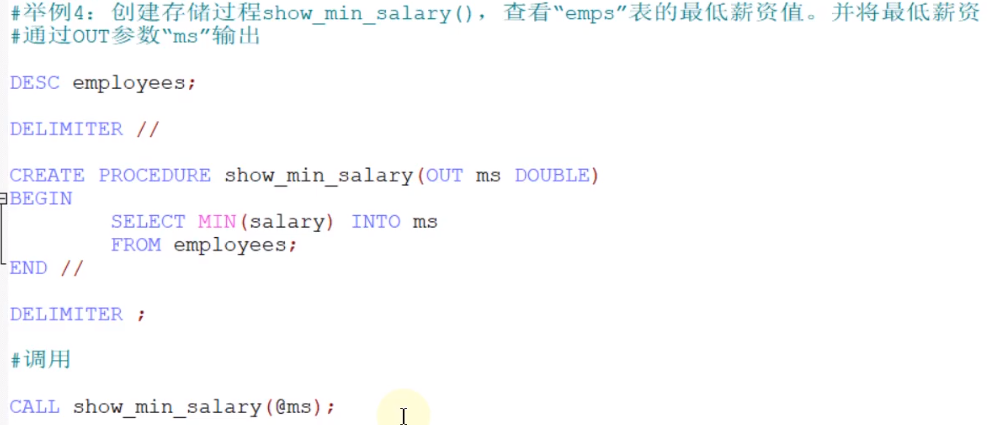 #举例4：创建存储过程show_min_salary()，查看“emps”表的最低薪资值。并将最低薪资
#通过OUT参数“ms”输出
DESC employees;
DELIMITER //
CREATE PROCEDURE show_min_salary(OUT ms DOUBLE)
BEGIN
SELECT MIN(salary) INTO ms
FROM employees;
END //
DELIMITER ;
#调用
CALL show_min_salary(@ms);